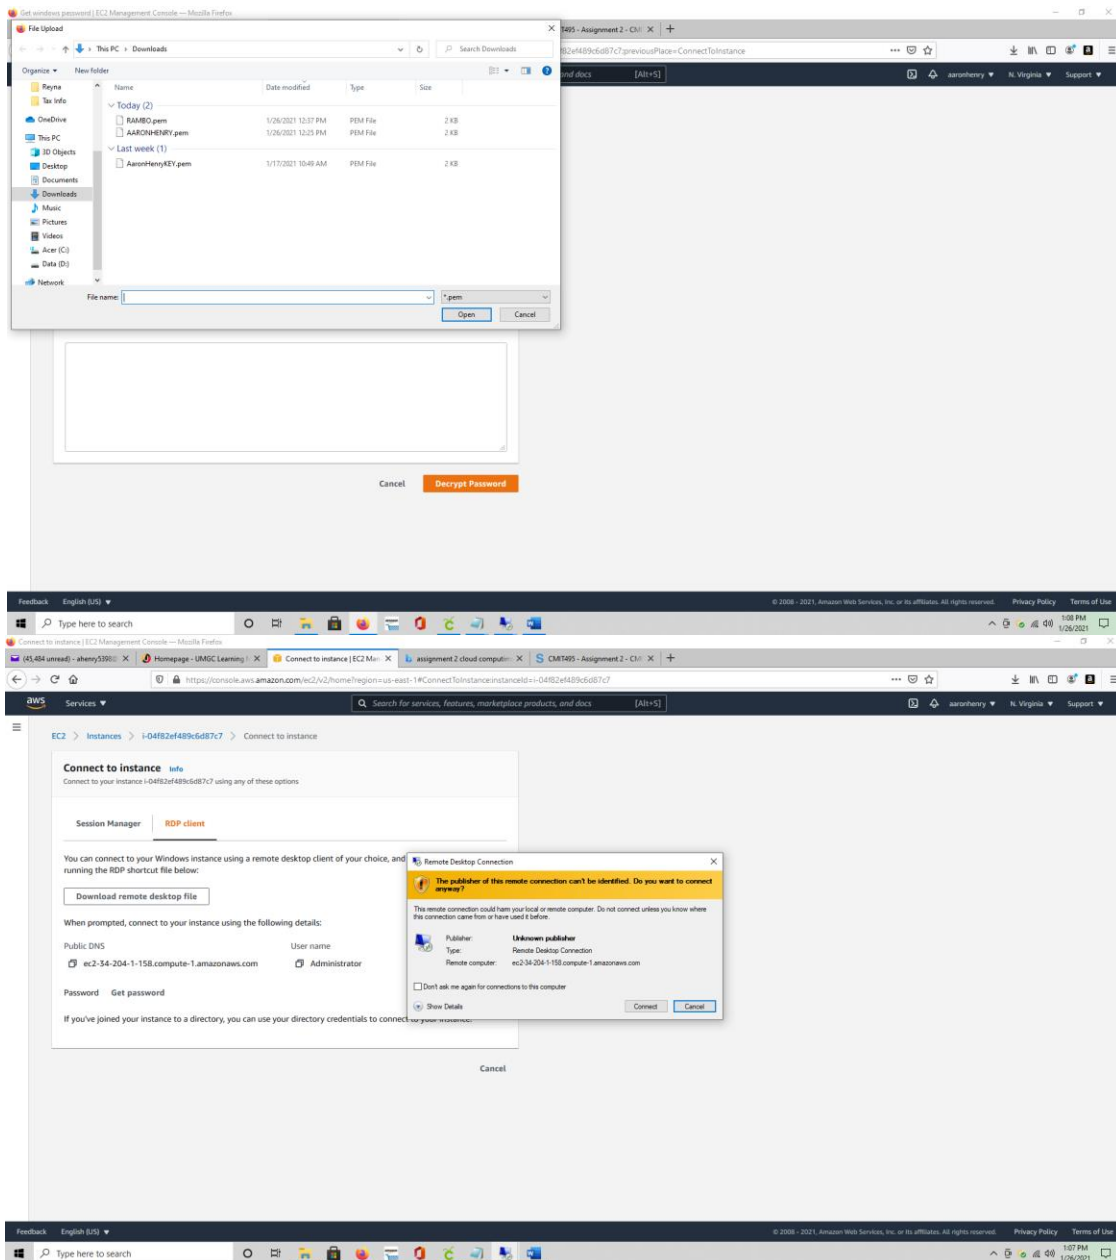 Get windows password | EC2 Management Console — Mozilla Firefox
File Upload
T495 - Assignment 2 - CM
This PC > Downloads
Search Downloads
82ef489c6d87c7:previousPlace=ConnectToInstance
Organize
New folder
and docs [Alt+S]
aaronhenry
N. Virginia
Support
Reyna
Tax Info
OneDrive
This PC
3D Objects
Desktop
Documents
Downloads
Music
Pictures
Videos
Acer (C:)
Data (D:)
Network
Name Date modified Type Size
Today (2)
RAMBO.pem 1/26/2021 12:37 PM PEM File 2 KB
AARONHENRY.pem 1/26/2021 12:25 PM PEM File 2 KB
Last week (1)
AaronHenryKEY.pem 1/17/2021 10:49 AM PEM File 2 KB
File name:
*.pem
Open Cancel
Cancel Decrypt Password
Feedback English (US) © 2008 - 2021, Amazon Web Services, Inc. or its affiliates. All rights reserved. Privacy Policy Terms of Use
Type here to search
1:08 PM
1/26/2021
Connect to instance | EC2 Management Console — Mozilla Firefox
(45,484 unread) - ahenry5398 Homepage - UMGC Learning Connect to instance | EC2 Man assignment 2 cloud computin CMIT495 - Assignment 2 - CM
https://console.aws.amazon.com/ec2/v2/home?region=us-east-1#ConnectToInstance:instanceId=i-04f82ef489c6d87c7
aws Services Search for services, features, marketplace products, and docs [Alt+S] aaronhenry N. Virginia Support
EC2 > Instances > i-04f82ef489c6d87c7 > Connect to instance
Connect to instance Info
Connect to your instance i-04f82ef489c6d87c7 using any of these options
Session Manager RDP client
You can connect to your Windows instance using a remote desktop client of your choice, and
running the RDP shortcut file below:
Download remote desktop file
When prompted, connect to your instance using the following details:
Public DNS User name
ec2-34-204-1-158.compute-1.amazonaws.com Administrator
Password Get password
If you've joined your instance to a directory, you can use your directory credentials to connect to your instance.
Cancel
Remote Desktop Connection
The publisher of this remote connection can't be identified. Do you want to connect
anyway?
This remote connection could harm your local or remote computer. Do not connect unless you know where
this connection came from or have used it before.
Publisher: Unknown publisher
Type: Remote Desktop Connection
Remote computer: ec2-34-204-1-158.compute-1.amazonaws.com
Don't ask me again for connections to this computer
Show Details Connect Cancel
Feedback English (US) © 2008 - 2021, Amazon Web Services, Inc. or its affiliates. All rights reserved. Privacy Policy Terms of Use
Type here to search
1:07 PM
1/26/2021